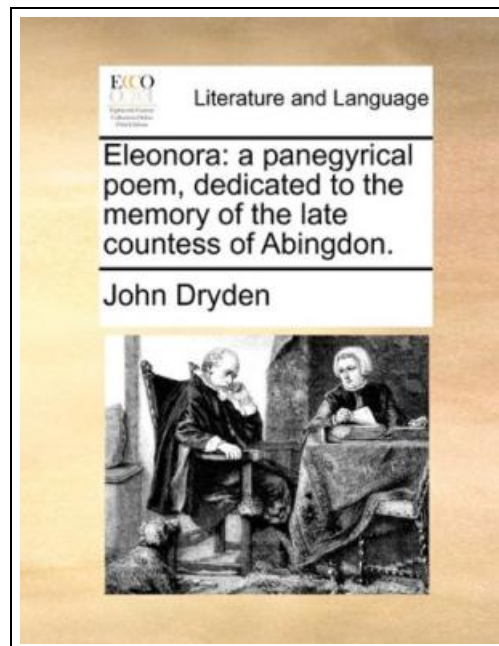 ECCO
Literature and Language
Eleonora: a panegyrical
poem, dedicated to the
memory of the late
countess of Abingdon.
John Dryden